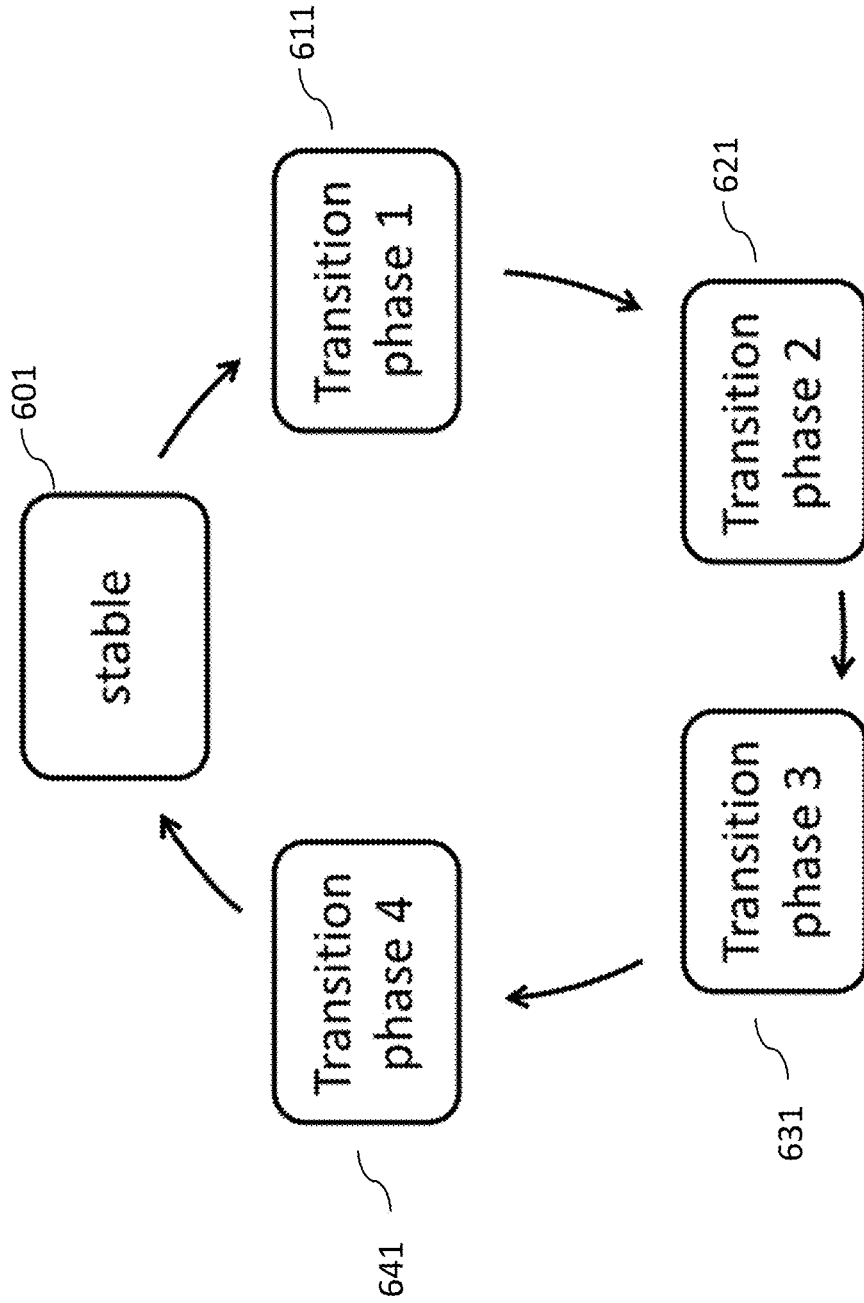 601
stable
611
Transition
phase 1
621
Transition
phase 2
631
Transition
phase 3
641
Transition
phase 4